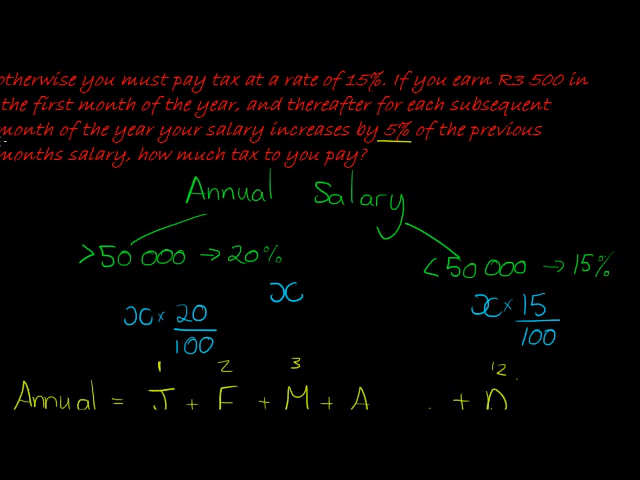 otherwise you must pay tax at a rate of 15%. If you earn R3 500 in
the first month of the year, and thereafter for each subsequent
month of the year your salary increases by 5% of the previous
months salary, how much tax to you pay?
Annual Salary
>50 000 → 20%
<50 000 → 15%
x
x × 20/100
x × 15/100
1 2 3 12
Annual = J + F + M + A .... + D